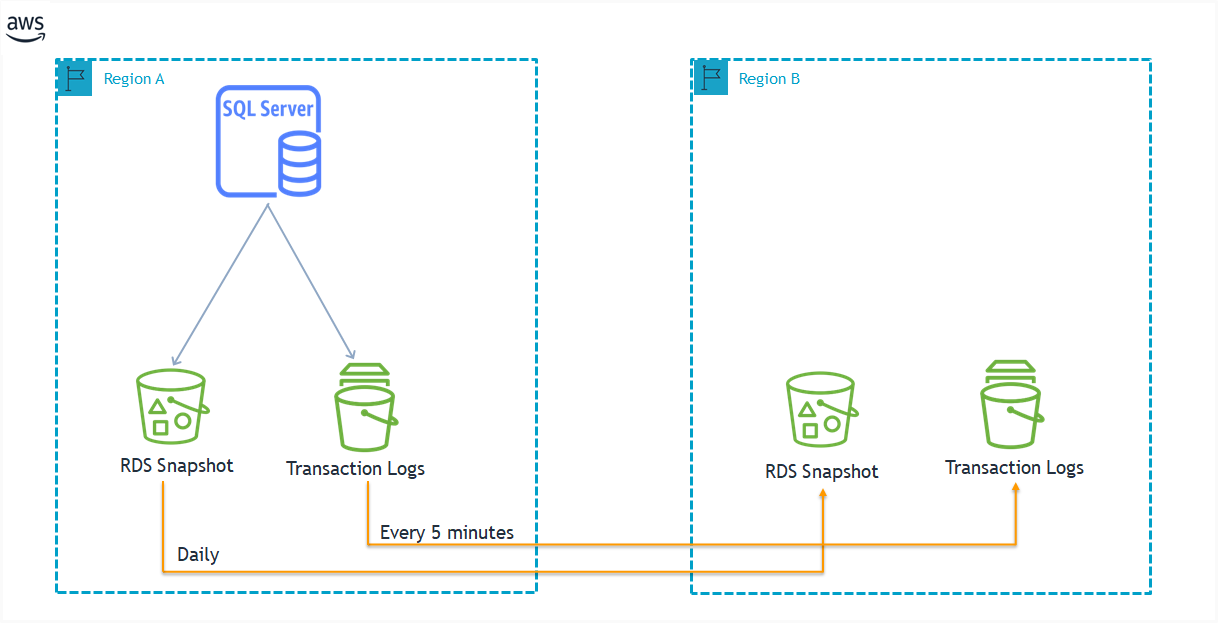 aws
Region A
Region B
SQL Server
RDS Snapshot
Transaction Logs
RDS Snapshot
Transaction Logs
Every 5 minutes
Daily